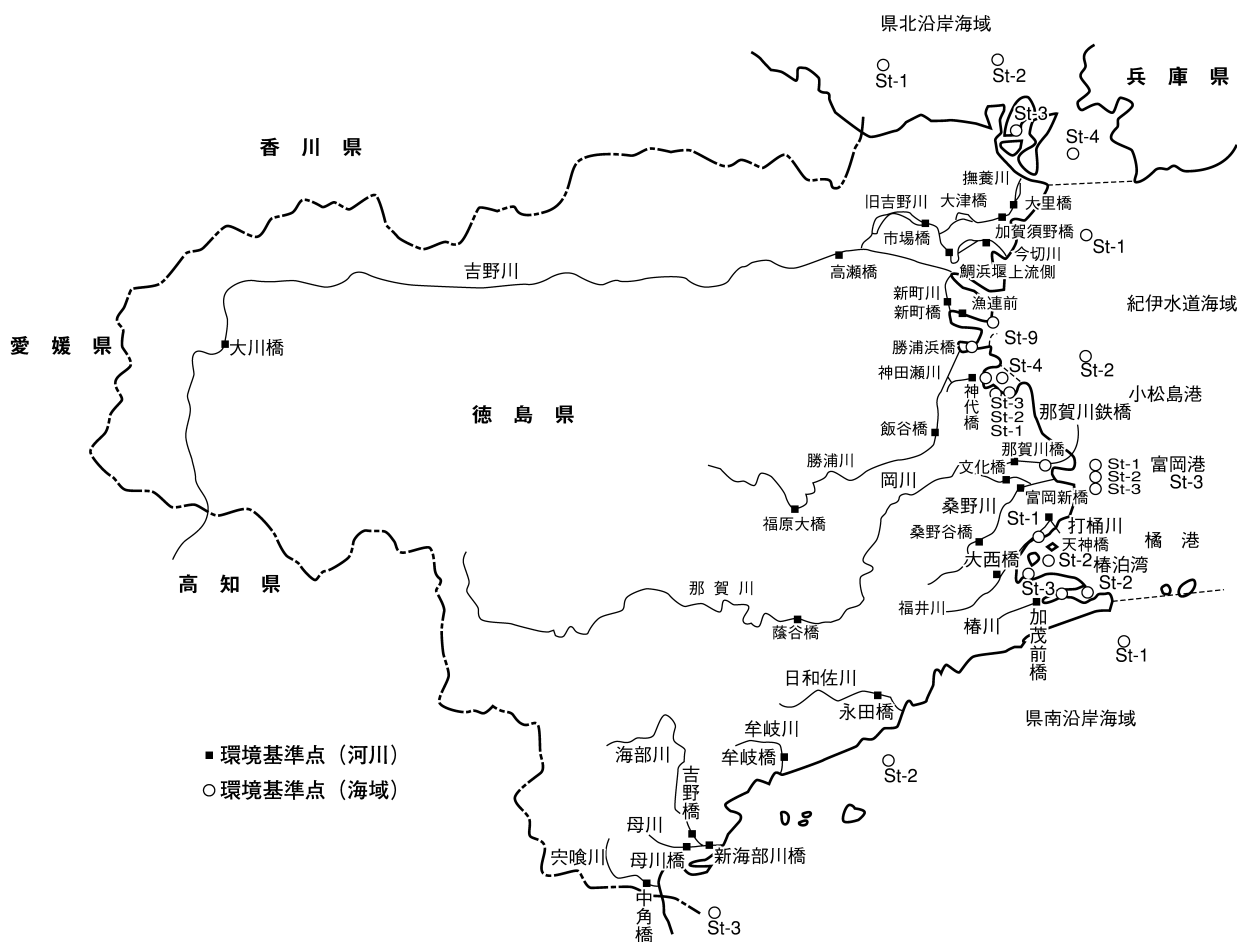 県北沿岸海域
St-1
St-2
兵 庫 県
St-3
St-4
香 川 県
撫養川
旧吉野川
大津橋
大里橋
市場橋
加賀須野橋
St-1
今切川
吉野川
高瀬橋
鯛浜堰上流側
新町川
漁連前
紀伊水道海域
新町橋
愛 媛 県
大川橋
勝浦浜橋
St-9
神田瀬川
St-4
St-2
神代橋
小松島港
St-3
St-2
St-1
那賀川鉄橋
徳 島 県
飯谷橋
那賀川橋
勝浦川
文化橋
St-1
富岡港
岡川
St-2
St-3
St-3
富岡新橋
桑野川
福原大橋
St-1
打桶川
桑野谷橋
天神橋
橘 港
大西橋
St-2
椿泊湾
高 知 県
St-3
St-2
那 賀 川
福井川
蔭谷橋
椿川
加茂前橋
St-1
日和佐川
永田橋
県南沿岸海域
牟岐川
海部川
牟岐橋
■ 環境基準点（河川）
吉野橋
St-2
○ 環境基準点（海域）
母川
宍喰川
母川橋
新海部川橋
中角橋
St-3